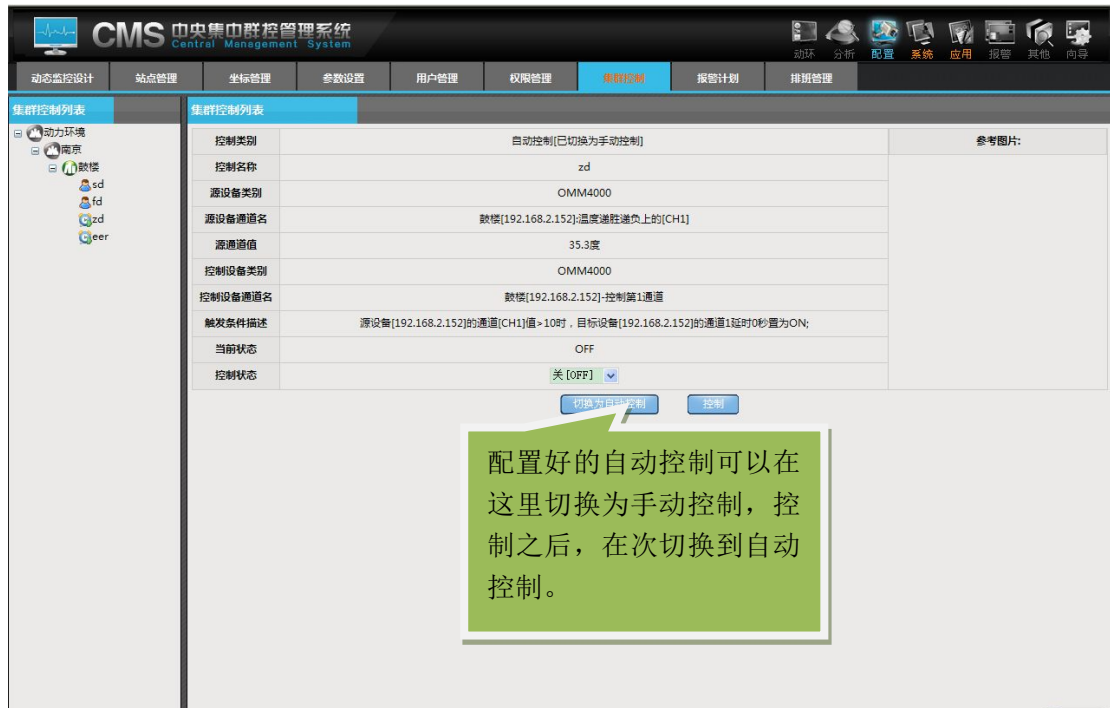 CMS 中央集中群控管理系统
Central Management System
动环 分析 配置 系统 应用 报警 其他 向导
动态监控设计 站点管理 坐标管理 参数设置 用户管理 权限管理 集群控制 报警计划 排班管理
集群控制列表 集群控制列表
动力环境
南京
鼓楼
sd
fd
zd
eer
控制类别 自动控制[已切换为手动控制] 参考图片:
控制名称 zd
源设备类别 OMM4000
源设备通道名 鼓楼[192.168.2.152]:温度递胜递负上的[CH1]
源通道值 35.3度
控制设备类别 OMM4000
控制设备通道名 鼓楼[192.168.2.152]-控制第1通道
触发条件描述 源设备[192.168.2.152]的通道[CH1]值>10时，目标设备[192.168.2.152]的通道1延时0秒置为ON;
当前状态 OFF
控制状态 关[OFF]
切换为自动控制 控制
配置好的自动控制可以在
这里切换为手动控制，控
制之后，在次切换到自动
控制。